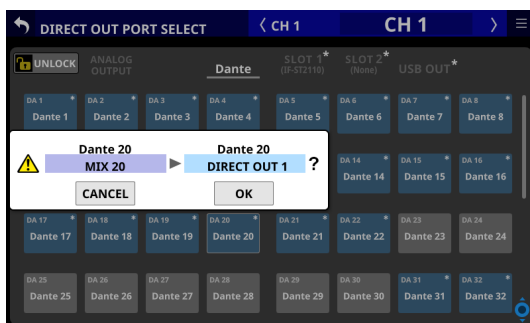 DIRECT OUT PORT SELECT
CH 1
CH 1
UNLOCK
ANALOG
OUTPUT
Dante
SLOT 1*
(IF-ST2110)
SLOT 2*
(None)
USB OUT*
DA 1 * DA 2 * DA 3 * DA 4 * DA 5 * DA 6 * DA 7 * DA 8 *
Dante 1 Dante 2 Dante 3 Dante 4 Dante 5 Dante 6 Dante 7 Dante 8
Dante 20 Dante 20
MIX 20 ▶ DIRECT OUT 1 ?
CANCEL OK
DA 14 * DA 15 * DA 16 *
Dante 14 Dante 15 Dante 16
DA 17 * DA 18 * DA 19 * DA 20 * DA 21 * DA 22 * DA 23 DA 24
Dante 17 Dante 18 Dante 19 Dante 20 Dante 21 Dante 22 Dante 23 Dante 24
DA 25 DA 26 DA 27 DA 28 DA 29 DA 30 DA 31 * DA 32 *
Dante 25 Dante 26 Dante 27 Dante 28 Dante 29 Dante 30 Dante 31 Dante 32